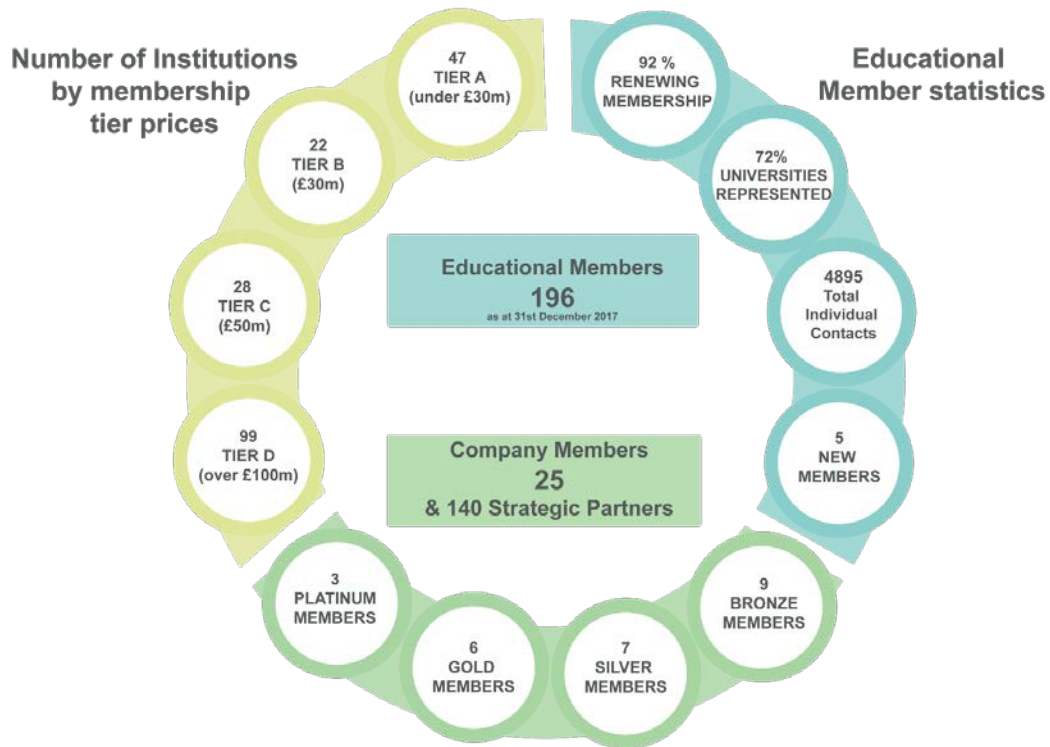 Number of Institutions
by membership
tier prices
47
TIER A
(under £30m)
22
TIER B
(£30m)
28
TIER C
(£50m)
99
TIER D
(over £100m)
Educational
Member statistics
92 %
RENEWING
MEMBERSHIP
72%
UNIVERSITIES
REPRESENTED
4895
Total
Individual
Contacts
5
NEW
MEMBERS
Educational Members
196
as at 31st December 2017
Company Members
25
& 140 Strategic Partners
3
PLATINUM
MEMBERS
6
GOLD
MEMBERS
7
SILVER
MEMBERS
9
BRONZE
MEMBERS